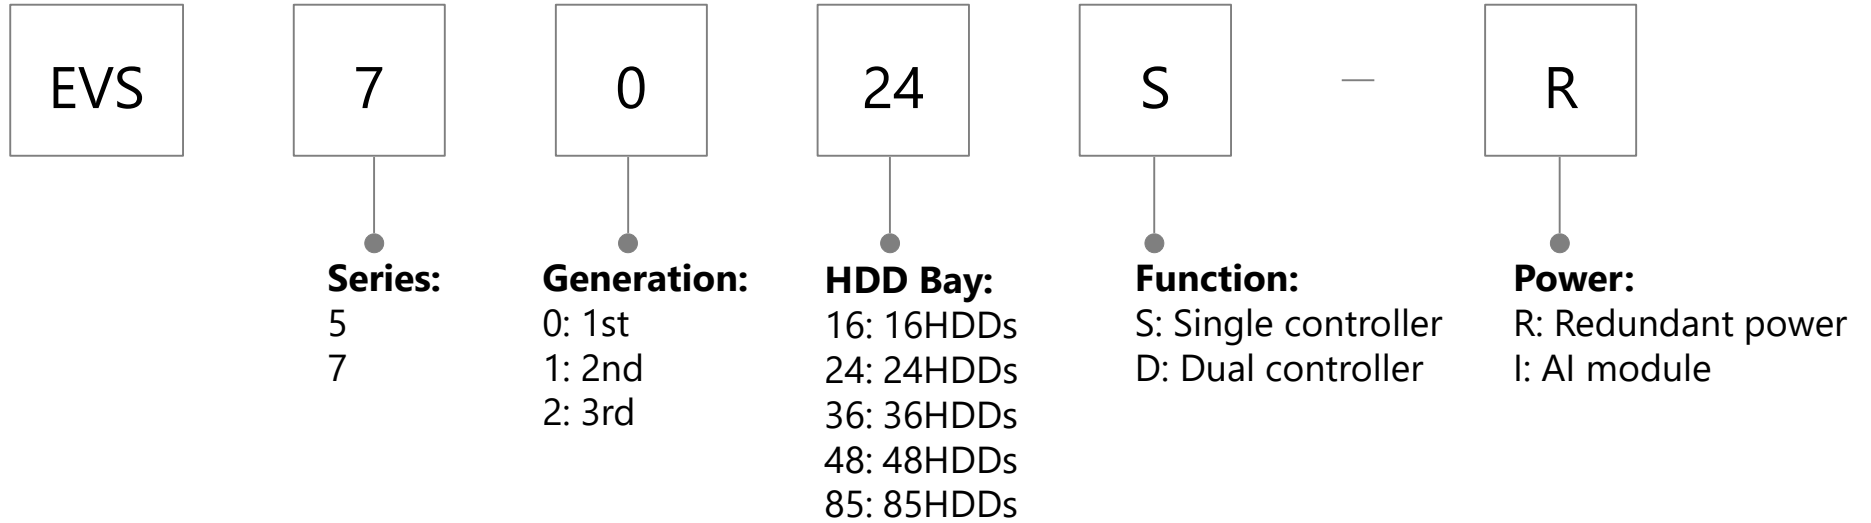 EVS 7 0 24 S — R
Series:
5
7
Generation:
0: 1st
1: 2nd
2: 3rd
HDD Bay:
16: 16HDDs
24: 24HDDs
36: 36HDDs
48: 48HDDs
85: 85HDDs
Function:
S: Single controller
D: Dual controller
Power:
R: Redundant power
I: AI module